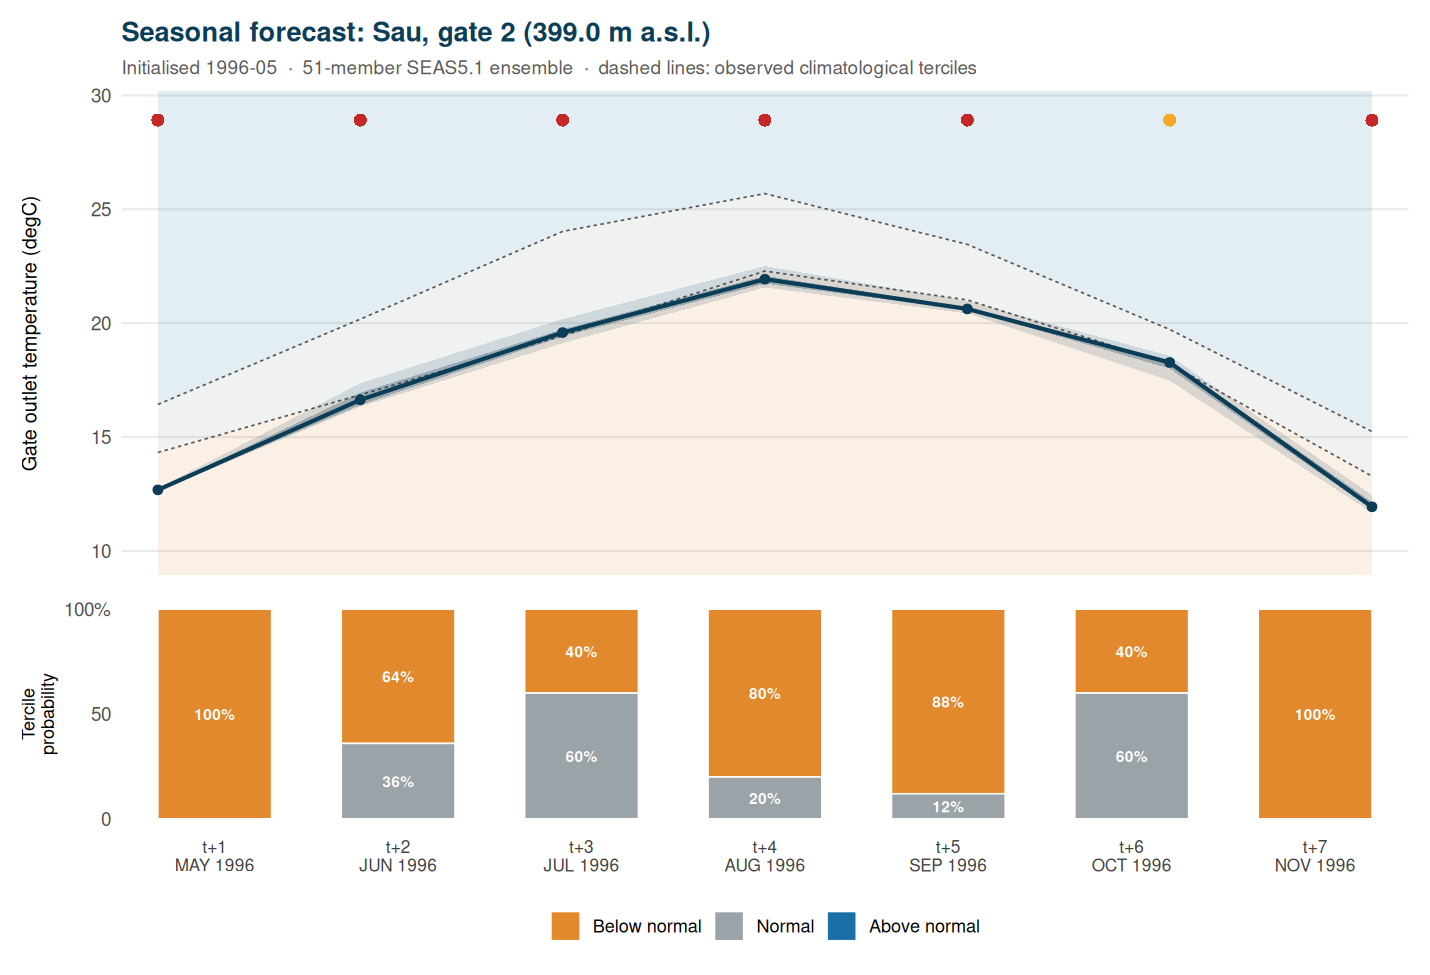 Seasonal forecast: Sau, gate 2 (399.0 m a.s.l.)
Initialised 1996-05 · 51-member SEAS5.1 ensemble · dashed lines: observed climatological terciles
Gate outlet temperature (degC)
30
25
20
15
10
Tercile
probability
100%
50
0
100%
64%
36%
40%
60%
80%
20%
88%
12%
40%
60%
100%
t+1
MAY 1996
t+2
JUN 1996
t+3
JUL 1996
t+4
AUG 1996
t+5
SEP 1996
t+6
OCT 1996
t+7
NOV 1996
Below normal
Normal
Above normal